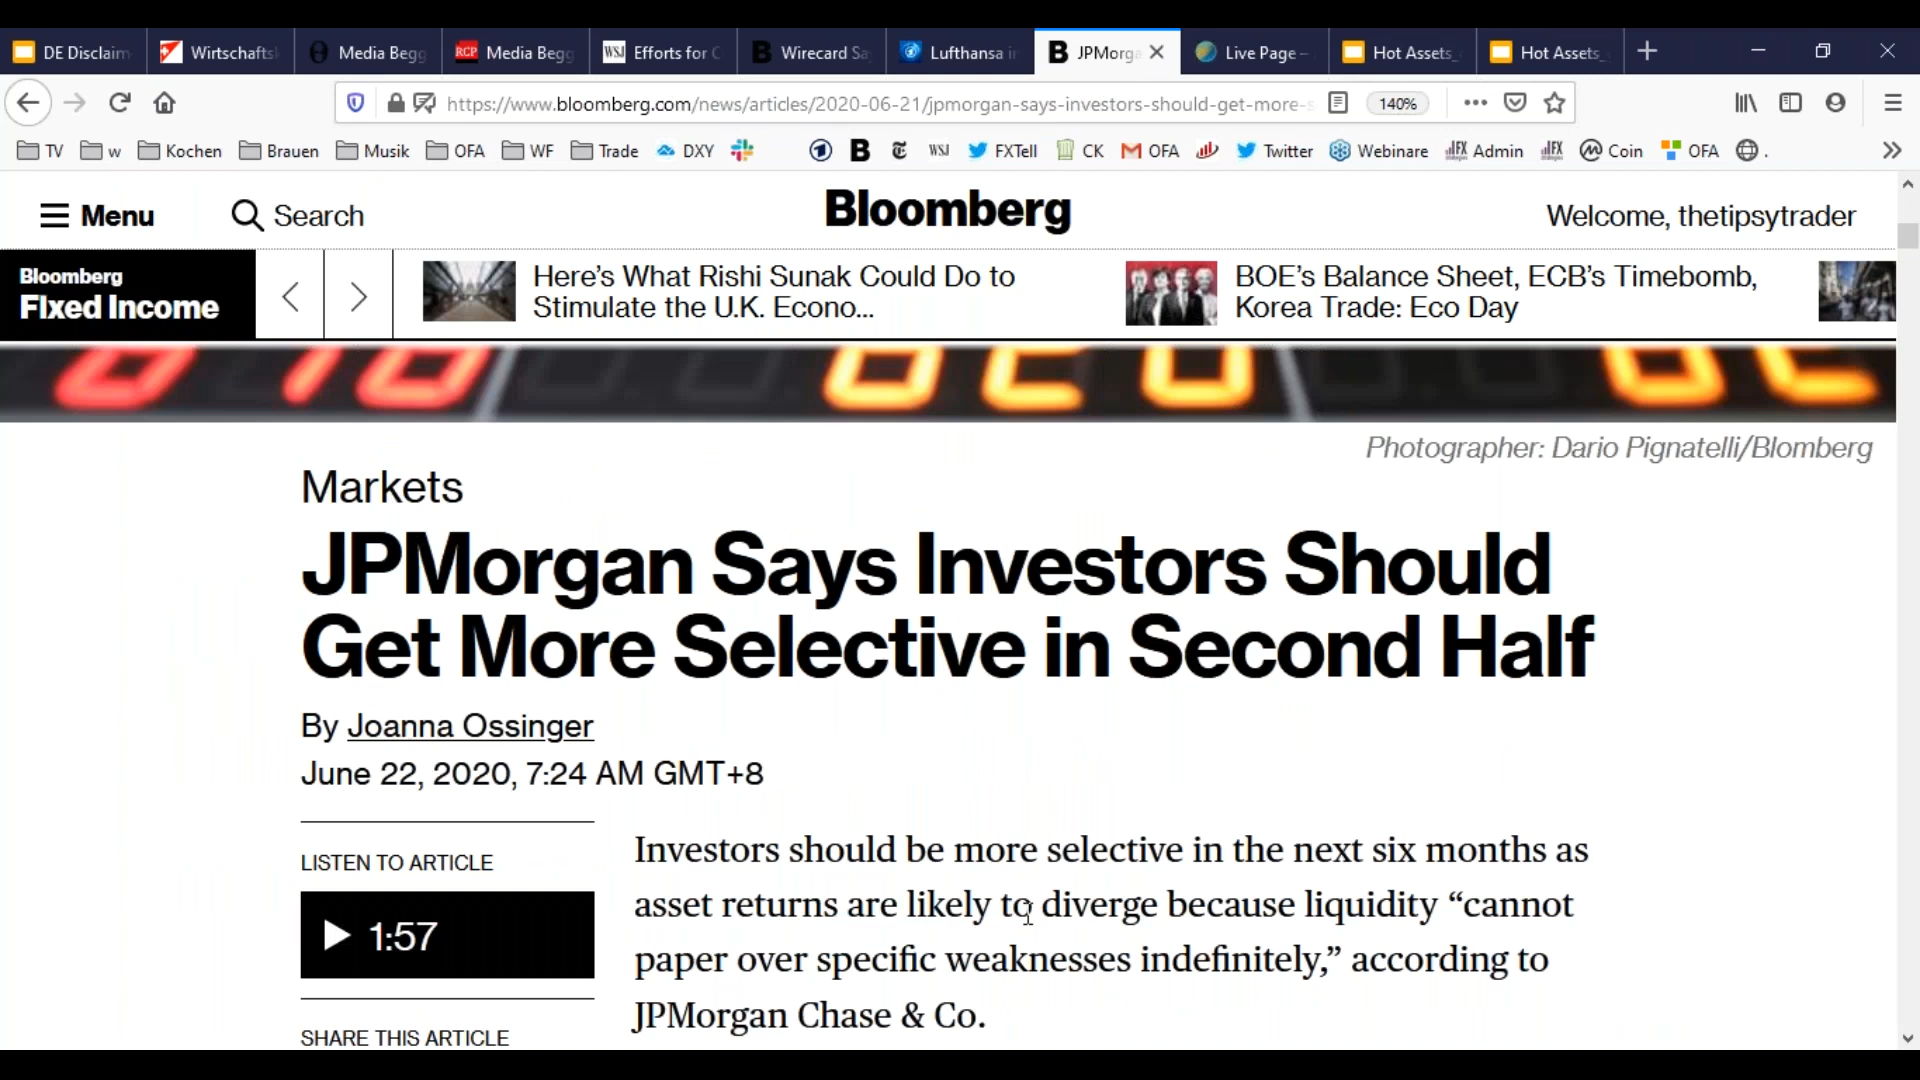 DE Disclaim
Wirtschafts
Media Begg
RCP Media Begg
WSJ Efforts for C
B Wirecard Sa
Lufthansa in
B JPMorga
Live Page –
Hot Assets_
Hot Assets_
https://www.bloomberg.com/news/articles/2020-06-21/jpmorgan-says-investors-should-get-more-s
140%
TV w Kochen Brauen Musik OFA WF Trade DXY B WSJ FXTell CK OFA Twitter Webinare Admin Coin OFA .
Menu Search Bloomberg Welcome, thetipsytrader
Bloomberg
FIxed Income
Here’s What Rishi Sunak Could Do to
Stimulate the U.K. Econo...
BOE’s Balance Sheet, ECB’s Timebomb,
Korea Trade: Eco Day
Photographer: Dario Pignatelli/Blomberg
Markets
JPMorgan Says Investors Should
Get More Selective in Second Half
By Joanna Ossinger
June 22, 2020, 7:24 AM GMT+8
LISTEN TO ARTICLE
1:57
SHARE THIS ARTICLE
Investors should be more selective in the next six months as
asset returns are likely to diverge because liquidity “cannot
paper over specific weaknesses indefinitely,” according to
JPMorgan Chase & Co.